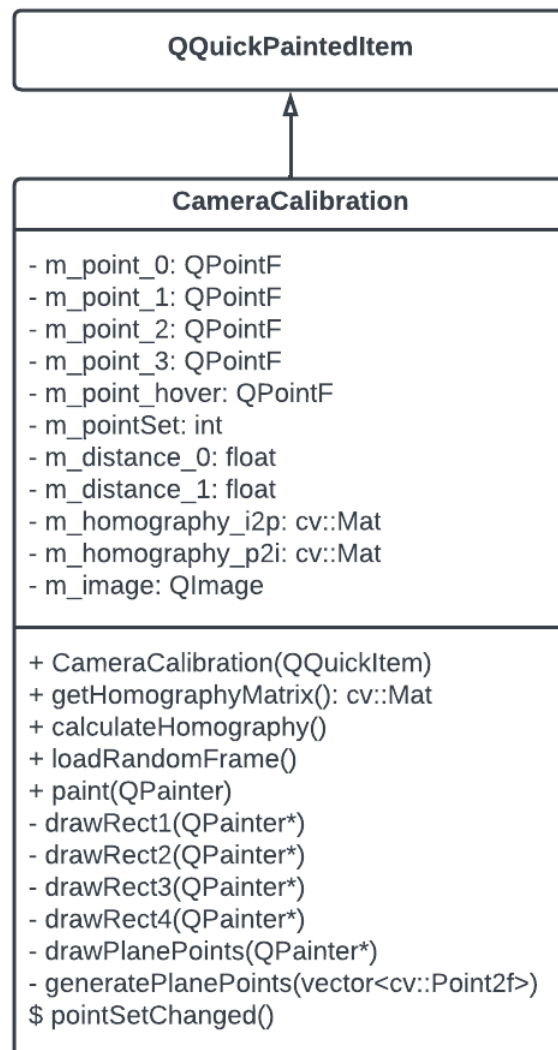 QQuickPaintedItem
CameraCalibration
- m_point_0: QPointF
- m_point_1: QPointF
- m_point_2: QPointF
- m_point_3: QPointF
- m_point_hover: QPointF
- m_pointSet: int
- m_distance_0: float
- m_distance_1: float
- m_homography_i2p: cv::Mat
- m_homography_p2i: cv::Mat
- m_image: QImage
+ CameraCalibration(QQuickItem)
+ getHomographyMatrix(): cv::Mat
+ calculateHomography()
+ loadRandomFrame()
+ paint(QPainter)
- drawRect1(QPainter*)
- drawRect2(QPainter*)
- drawRect3(QPainter*)
- drawRect4(QPainter*)
- drawPlanePoints(QPainter*)
- generatePlanePoints(vector<cv::Point2f>)
$ pointSetChanged()